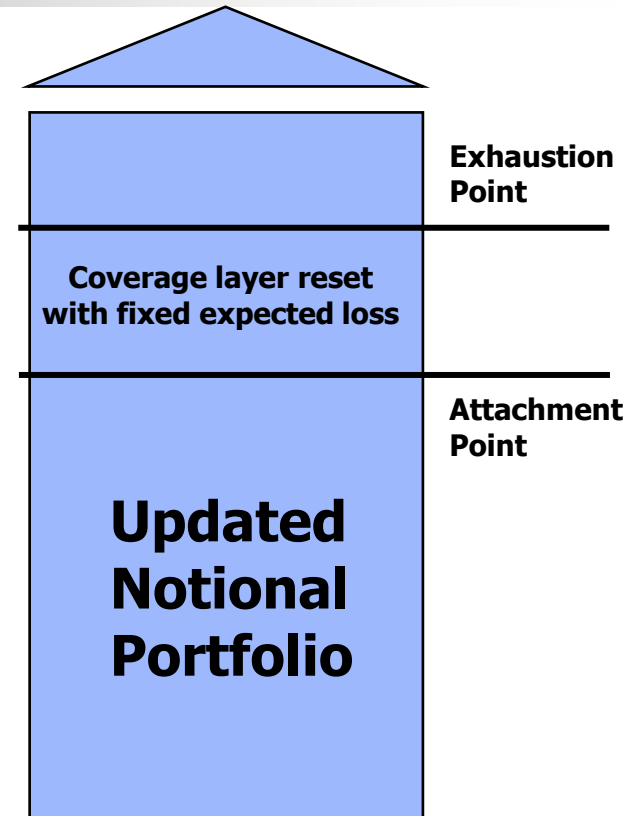 Exhaustion
Point
Coverage layer reset
with fixed expected loss
Attachment
Point
Updated
Notional
Portfolio